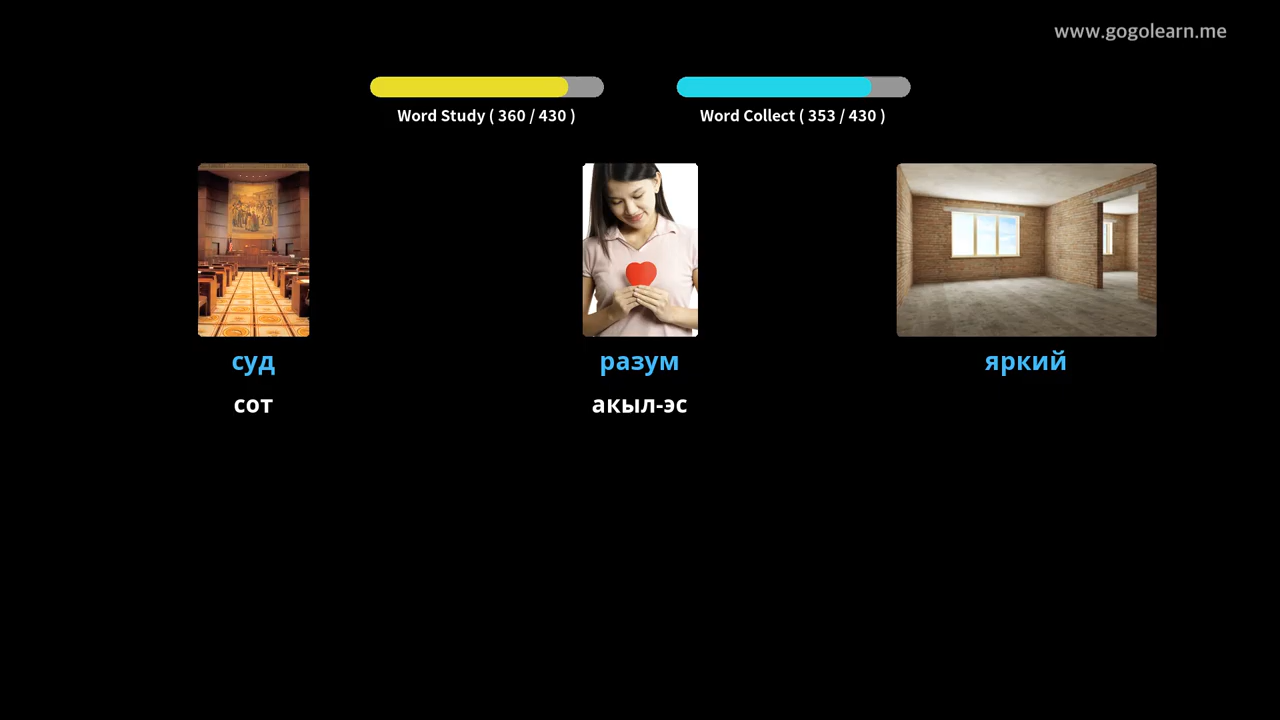 www.gogolearn.me
Word Study ( 360 / 430 )
Word Collect ( 353 / 430 )
суд
разум
яркий
сот
акыл-эс